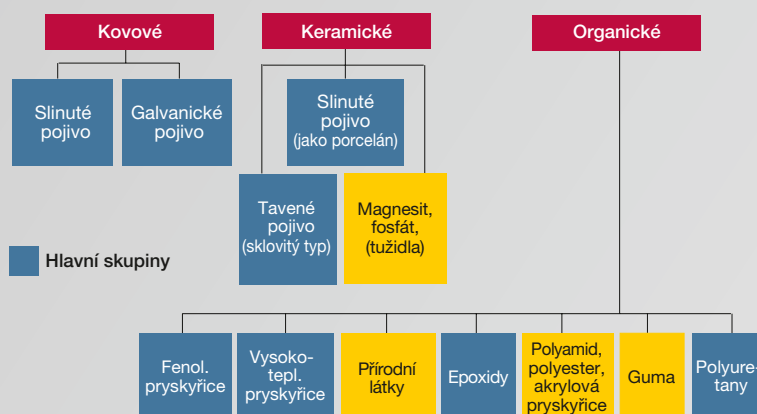 Kovové
Keramické
Organické
Slinuté
pojivo
Galvanické
pojivo
Slinuté
pojivo
(jako porcelán)
Tavené
pojivo
(sklovitý typ)
Magnesit,
fosfát,
(tužidla)
Hlavní skupiny
Fenol.
pryskyřice
Vysoko-
tepl.
pryskyřice
Přírodní
látky
Epoxidy
Polyamid,
polyester,
akrylová
pryskyřice
Guma
Polyure-
tany